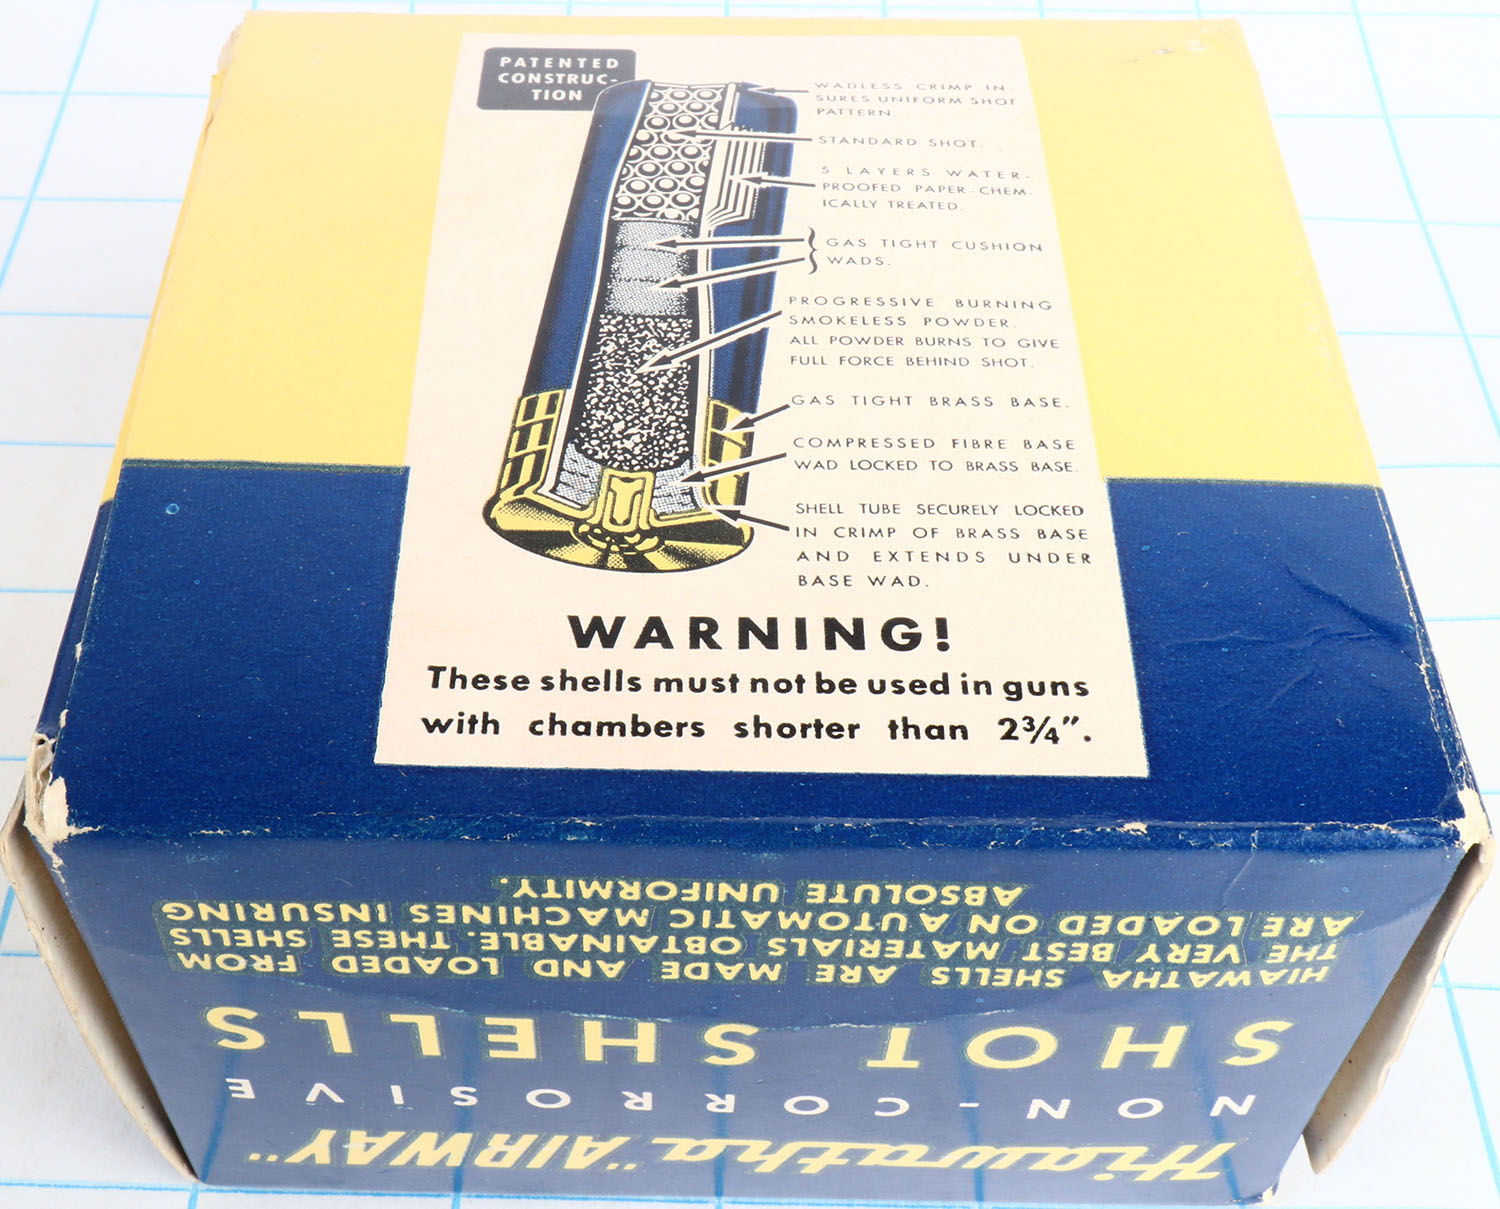 PATENTED
CONSTRUC-
TION
WADLESS CRIMP IN-
SURES UNIFORM SHOT
PATTERN.
STANDARD SHOT.
5 LAYERS WATER-
PROOFED PAPER-CHEM-
ICALLY TREATED.
GAS TIGHT CUSHION
WADS.
PROGRESSIVE BURNING
SMOKELESS POWDER.
ALL POWDER BURNS TO GIVE
FULL FORCE BEHIND SHOT.
GAS TIGHT BRASS BASE.
COMPRESSED FIBRE BASE
WAD LOCKED TO BRASS BASE.
SHELL TUBE SECURELY LOCKED
IN CRIMP OF BRASS BASE
AND EXTENDS UNDER
BASE WAD.
WARNING!
These shells must not be used in guns
with chambers shorter than 2¾".
Hiawatha "AIRWAY"
NON-CORROSIVE
SHOT SHELLS
HIAWATHA SHELLS ARE MADE AND LOADED FROM
THE VERY BEST MATERIALS OBTAINABLE. THESE SHELLS
ARE LOADED ON AUTOMATIC MACHINES INSURING
ABSOLUTE UNIFORMITY.